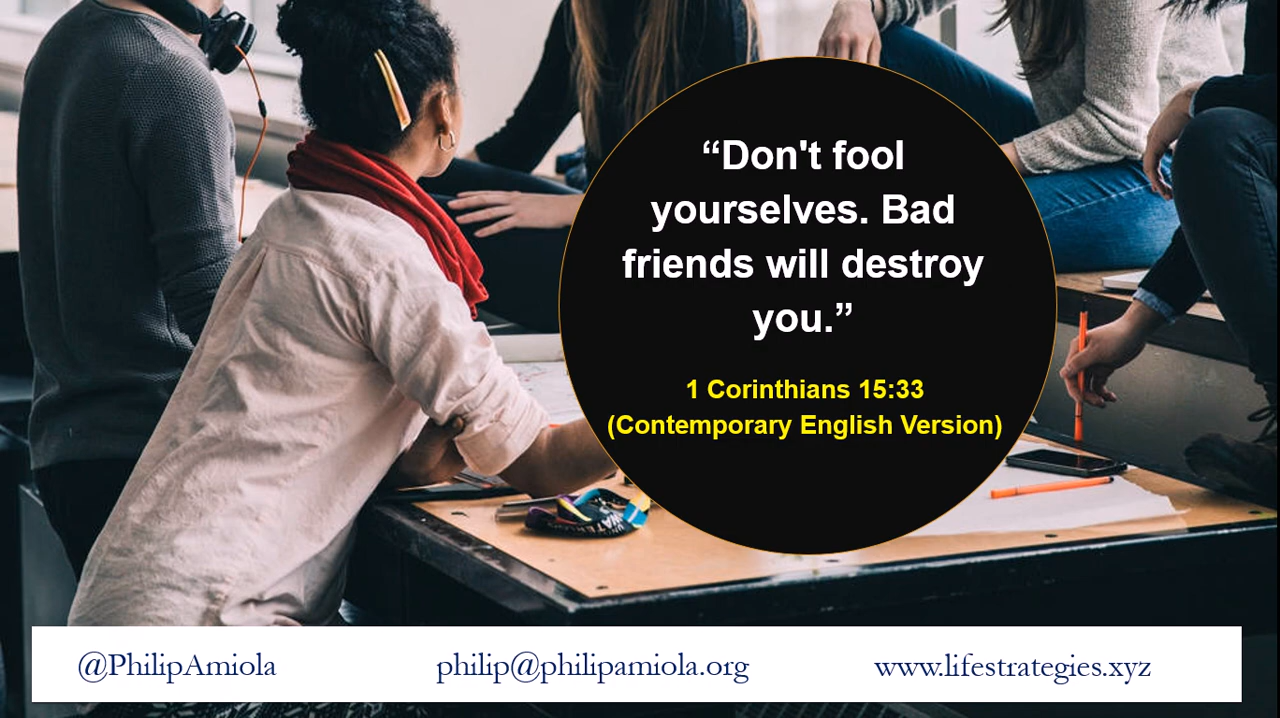 “Don't fool
yourselves. Bad
friends will destroy
you.”
1 Corinthians 15:33
(Contemporary English Version)
@PhilipAmiola
philip@philipamiola.org
www.lifestrategies.xyz